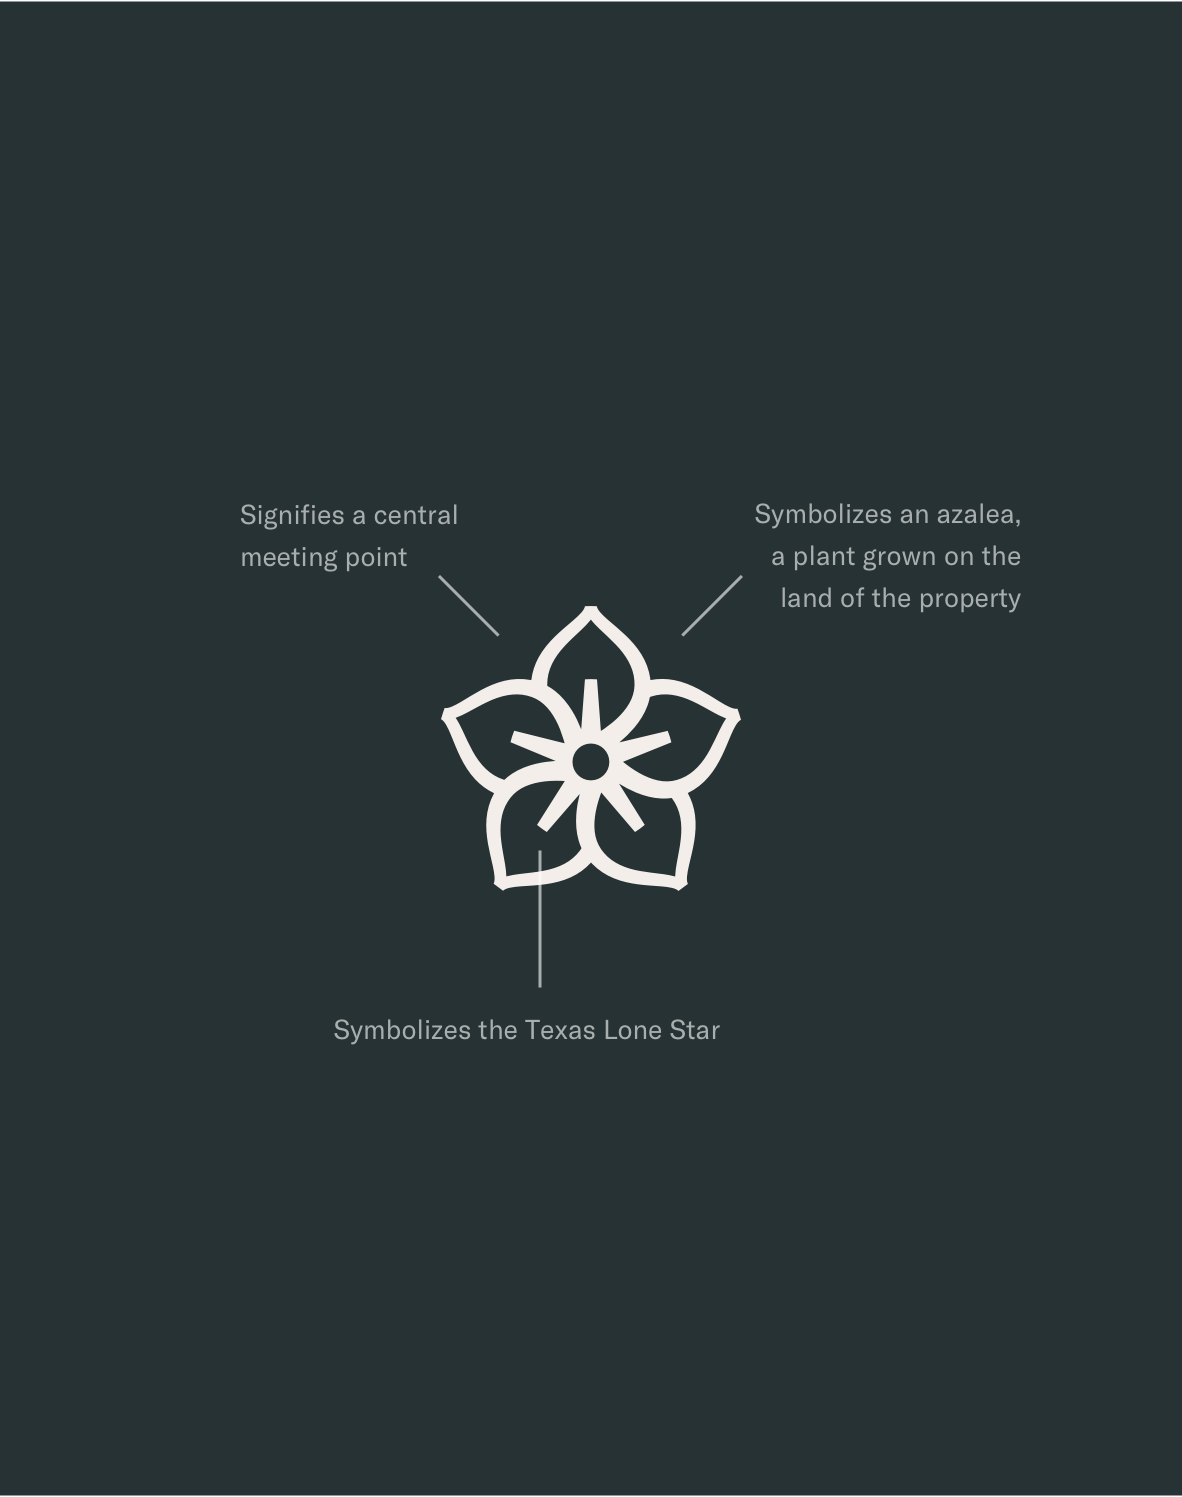 Signifies a central
meeting point
Symbolizes an azalea,
a plant grown on the
land of the property
Symbolizes the Texas Lone Star